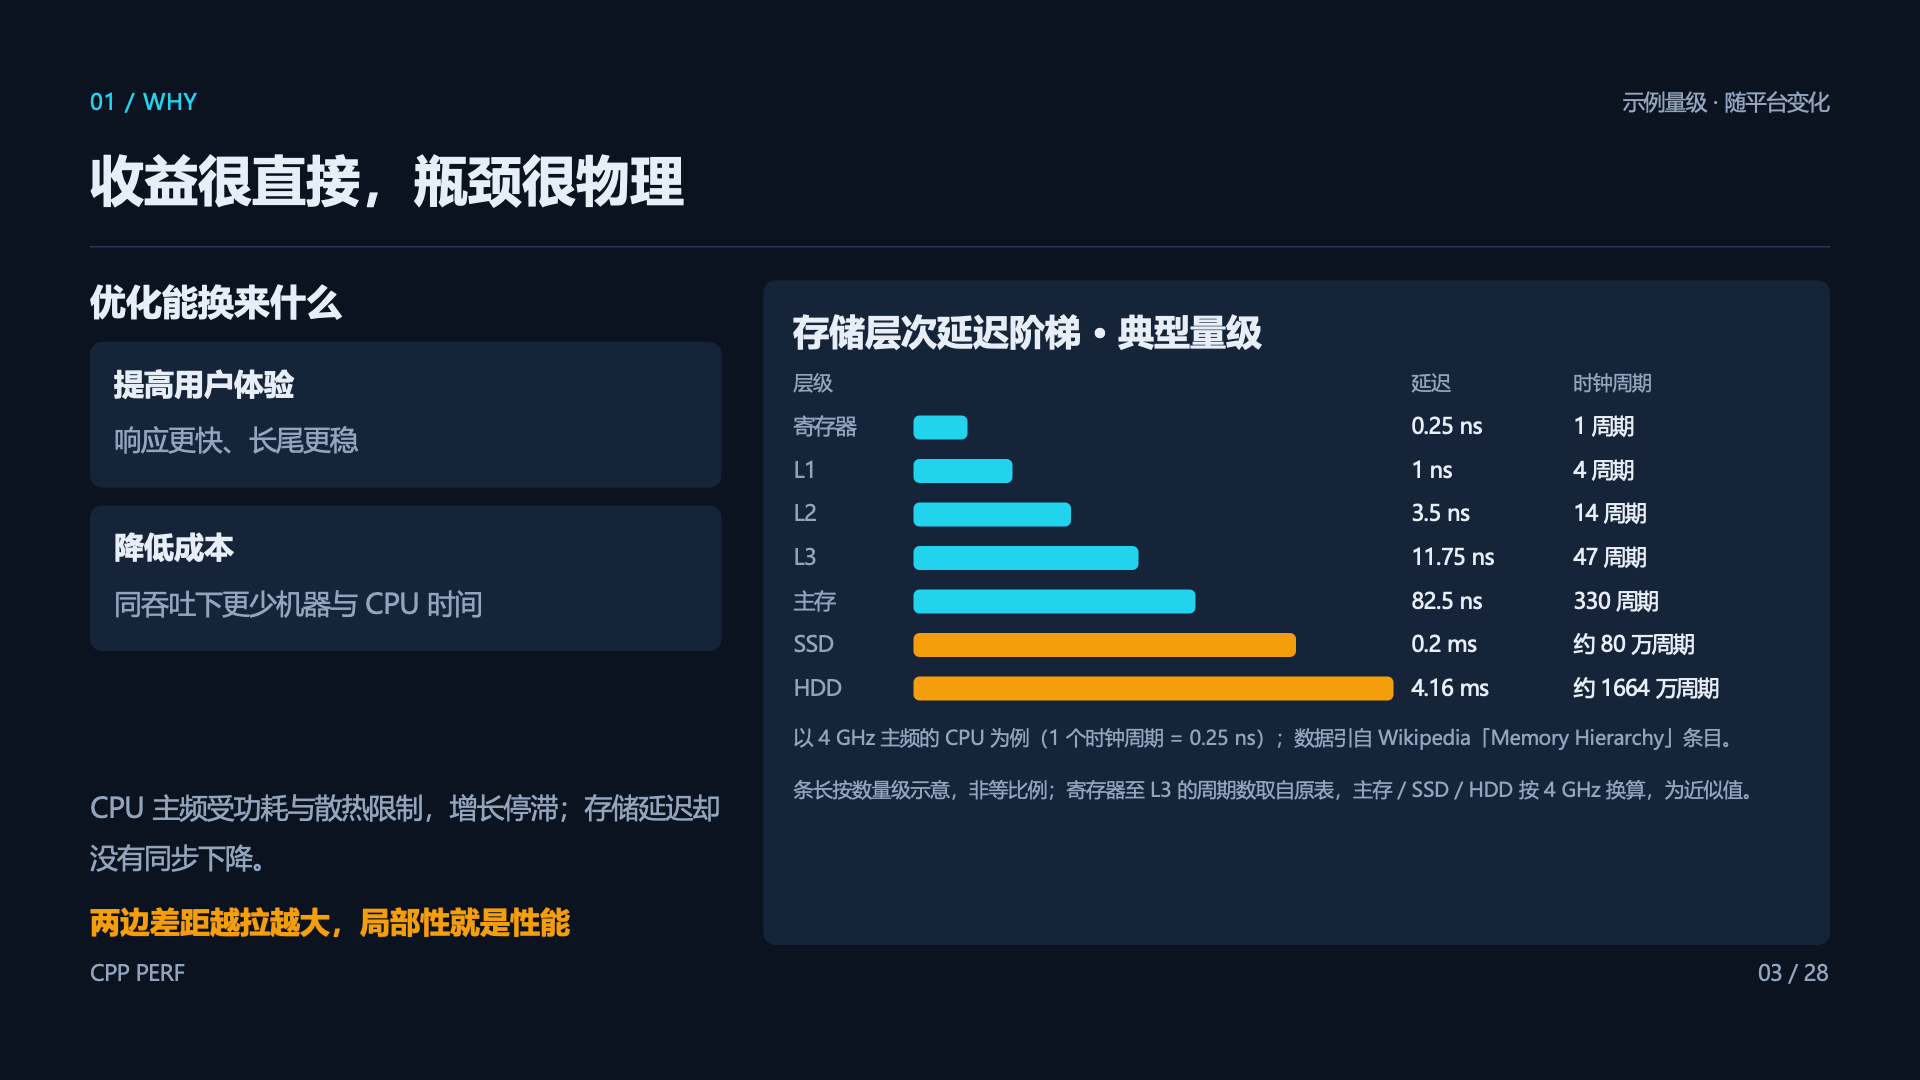 01 / WHY
示例量级 · 随平台变化
收益很直接，瓶颈很物理
优化能换来什么
提高用户体验
响应更快、长尾更稳
降低成本
同吞吐下更少机器与 CPU 时间
CPU 主频受功耗与散热限制，增长停滞；存储延迟却
没有同步下降。
两边差距越拉越大，局部性就是性能
存储层次延迟阶梯 • 典型量级
层级 延迟 时钟周期
寄存器 0.25 ns 1 周期
L1 1 ns 4 周期
L2 3.5 ns 14 周期
L3 11.75 ns 47 周期
主存 82.5 ns 330 周期
SSD 0.2 ms 约 80 万周期
HDD 4.16 ms 约 1664 万周期
以 4 GHz 主频的 CPU 为例（1 个时钟周期 = 0.25 ns）；数据引自 Wikipedia「Memory Hierarchy」条目。
条长按数量级示意，非等比例；寄存器至 L3 的周期数取自原表，主存 / SSD / HDD 按 4 GHz 换算，为近似值。
CPP PERF
03 / 28